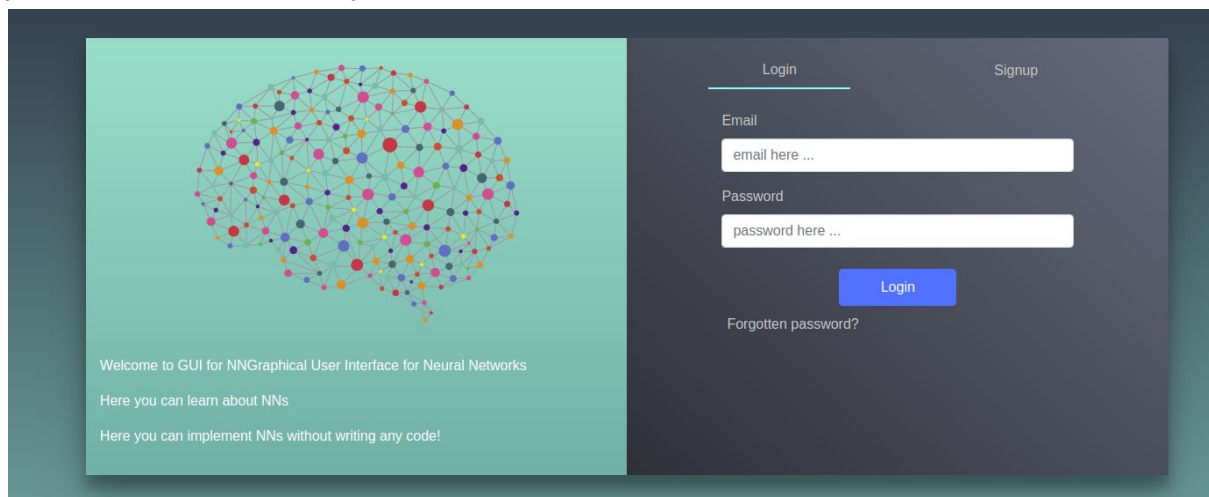 Welcome to GUI for NNGraphical User Interface for Neural Networks
Here you can learn about NNs
Here you can implement NNs without writing any code!
Login
Signup
Email
email here ...
Password
password here ...
Login
Forgotten password?